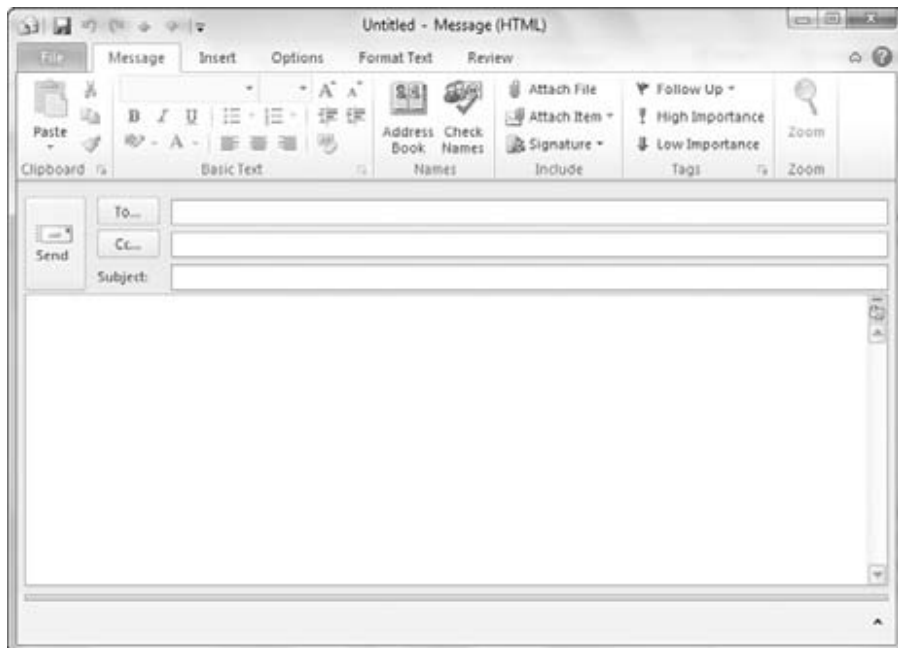 Untitled - Message (HTML)
File Message Insert Options Format Text Review
Paste
B I U
A A
A
Address Book
Check Names
Attach File
Attach Item
Signature
Follow Up
High Importance
Low Importance
Zoom
Clipboard Basic Text Names Include Tags Zoom
Send
To...
Cc...
Subject: